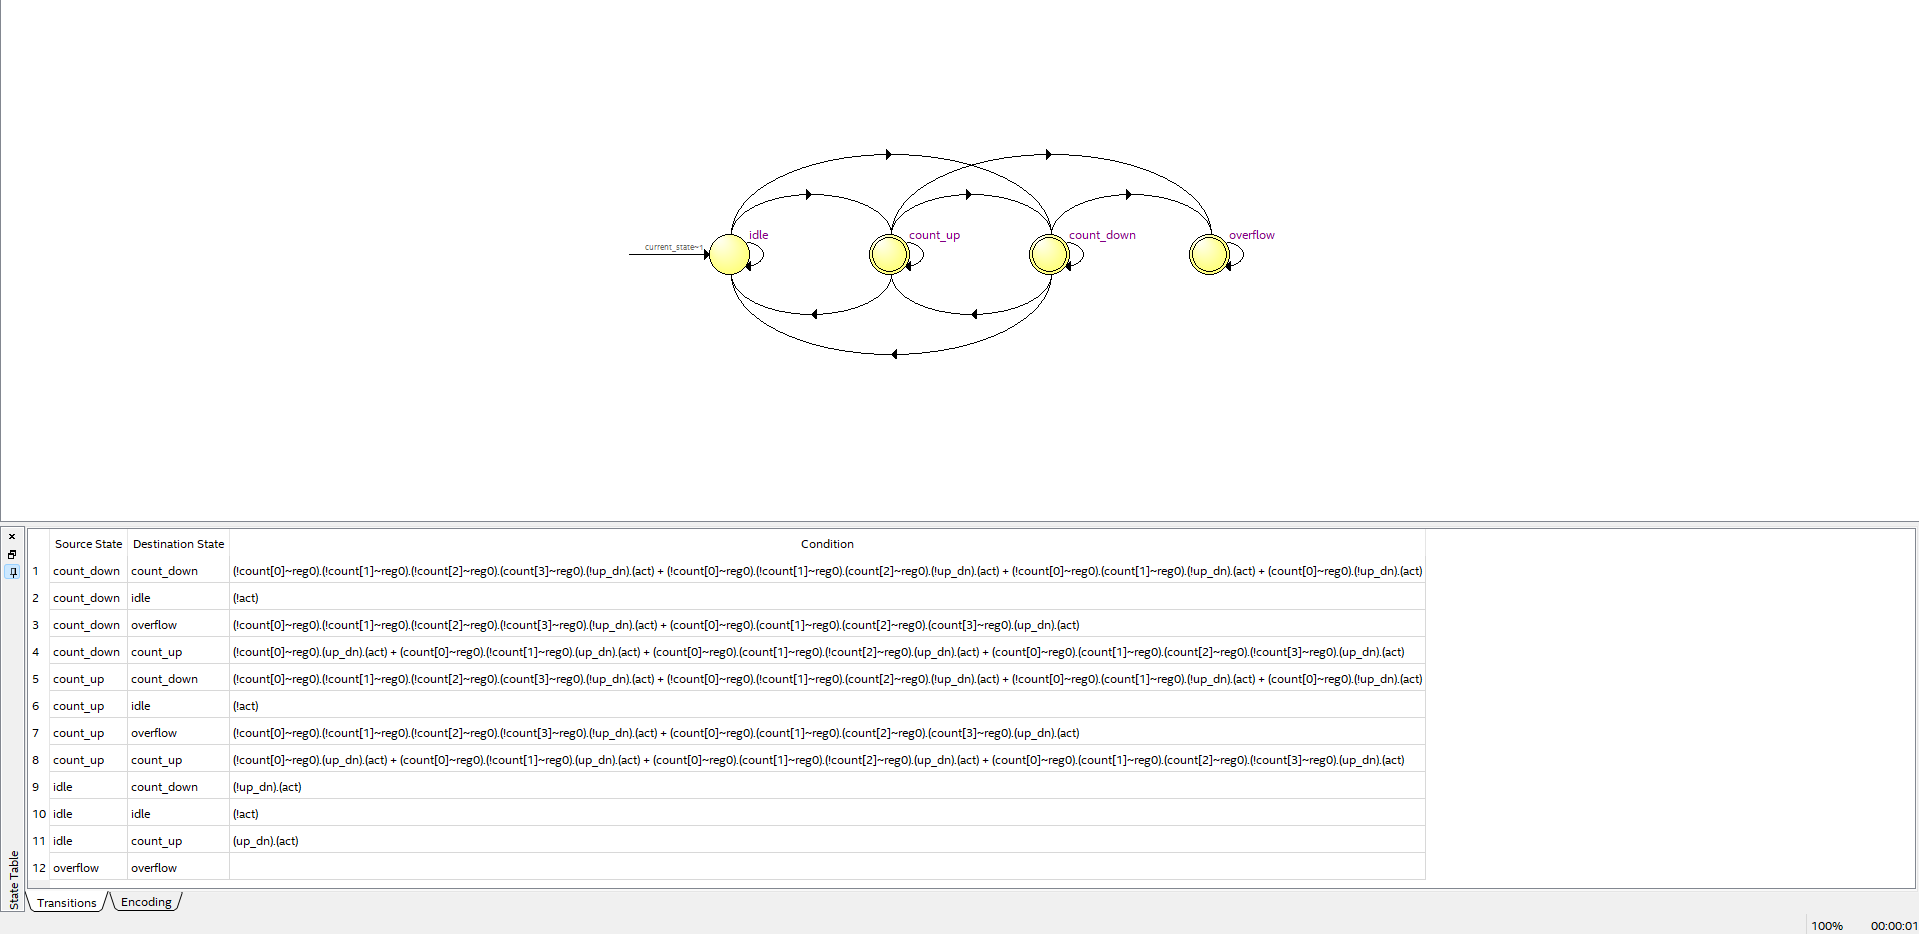 idle
count_up
count_down
overflow
current_state~1
Source State Destination State Condition
1 count_down count_down (!count[0]~reg0).(!count[1]~reg0).(!count[2]~reg0).(count[3]~reg0).(!up_dn).(act) + (!count[0]~reg0).(!count[1]~reg0).(count[2]~reg0).(!up_dn).(act) + (!count[0]~reg0).(count[1]~reg0).(!up_dn).(act) + (count[0]~reg0).(!up_dn).(act)
2 count_down idle (!act)
3 count_down overflow (!count[0]~reg0).(!count[1]~reg0).(!count[2]~reg0).(!count[3]~reg0).(!up_dn).(act) + (count[0]~reg0).(count[1]~reg0).(count[2]~reg0).(count[3]~reg0).(up_dn).(act)
4 count_down count_up (!count[0]~reg0).(up_dn).(act) + (count[0]~reg0).(!count[1]~reg0).(up_dn).(act) + (count[0]~reg0).(count[1]~reg0).(!count[2]~reg0).(up_dn).(act) + (count[0]~reg0).(count[1]~reg0).(count[2]~reg0).(!count[3]~reg0).(up_dn).(act)
5 count_up count_down (!count[0]~reg0).(!count[1]~reg0).(!count[2]~reg0).(count[3]~reg0).(!up_dn).(act) + (!count[0]~reg0).(!count[1]~reg0).(count[2]~reg0).(!up_dn).(act) + (!count[0]~reg0).(count[1]~reg0).(!up_dn).(act) + (count[0]~reg0).(!up_dn).(act)
6 count_up idle (!act)
7 count_up overflow (!count[0]~reg0).(!count[1]~reg0).(!count[2]~reg0).(!count[3]~reg0).(!up_dn).(act) + (count[0]~reg0).(count[1]~reg0).(count[2]~reg0).(count[3]~reg0).(up_dn).(act)
8 count_up count_up (!count[0]~reg0).(up_dn).(act) + (count[0]~reg0).(!count[1]~reg0).(up_dn).(act) + (count[0]~reg0).(count[1]~reg0).(!count[2]~reg0).(up_dn).(act) + (count[0]~reg0).(count[1]~reg0).(count[2]~reg0).(!count[3]~reg0).(up_dn).(act)
9 idle count_down (!up_dn).(act)
10 idle idle (!act)
11 idle count_up (up_dn).(act)
12 overflow overflow
State Table
Transitions Encoding
100% 00:00:01